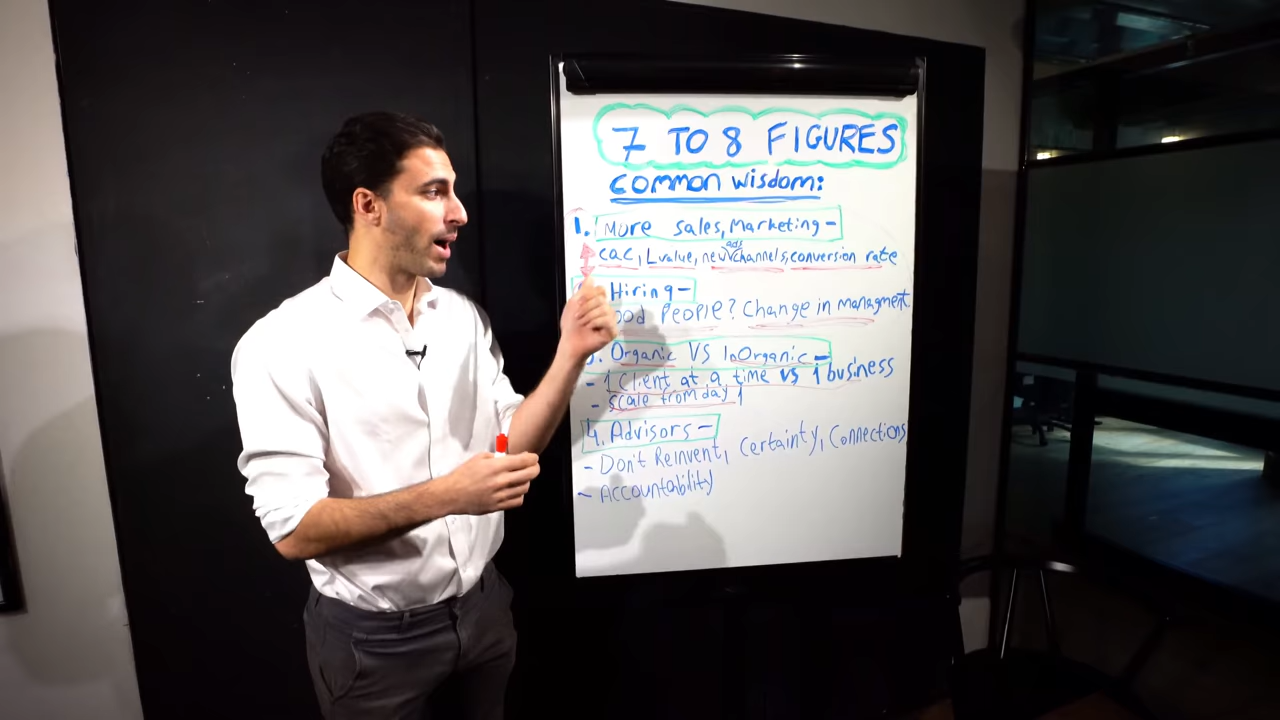 7 TO 8 FIGURES
COMMON WISDOM:
1. More sales, Marketing -
ads
CAC, Lvalue, new channels, conversion rate
Hiring -
People? Change in managment
Organic VS InOrganic -
- 1 Client at a time VS 1 business
- scale from day 1
4. Advisors -
- Don't Reinvent, Certainty, Connections
- Accountability